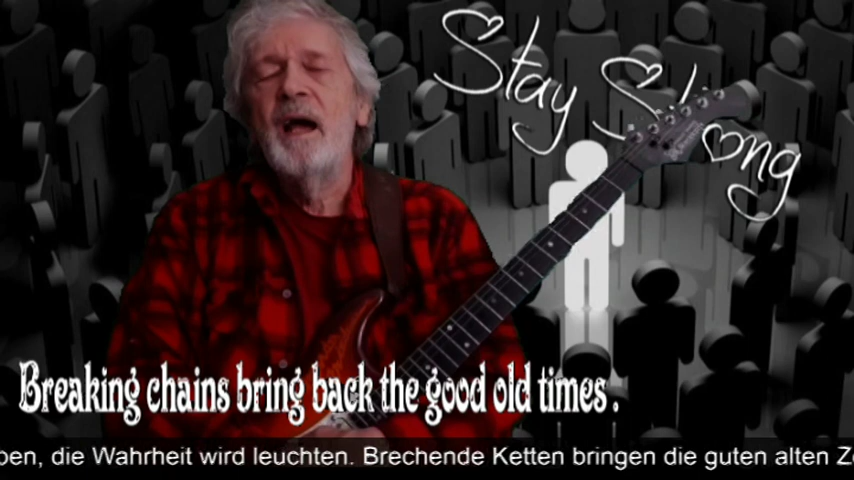 Stay Strong
Breaking chains bring back the good old times .
die Wahrheit wird leuchten. Brechende Ketten bringen die guten alten